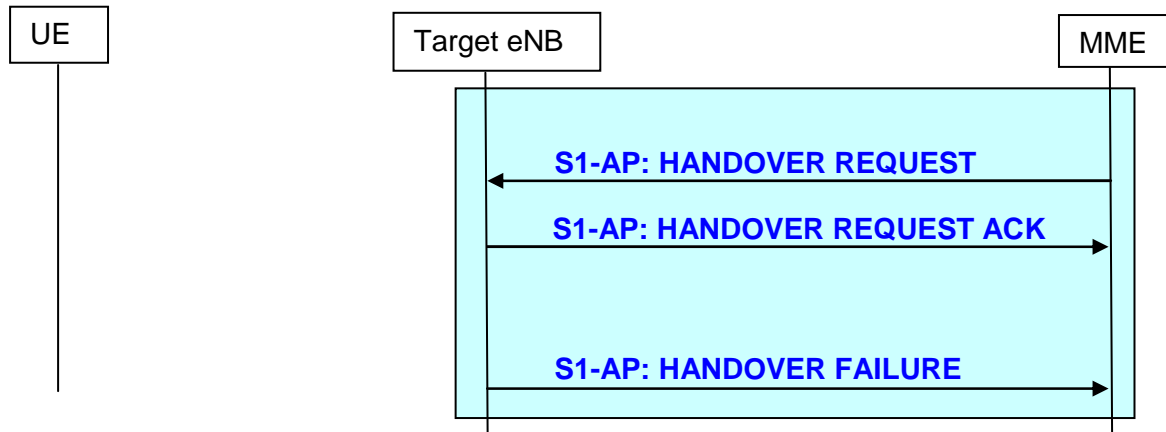 UE
Target eNB
MME
S1-AP: HANDOVER REQUEST
S1-AP: HANDOVER REQUEST ACK
S1-AP: HANDOVER FAILURE